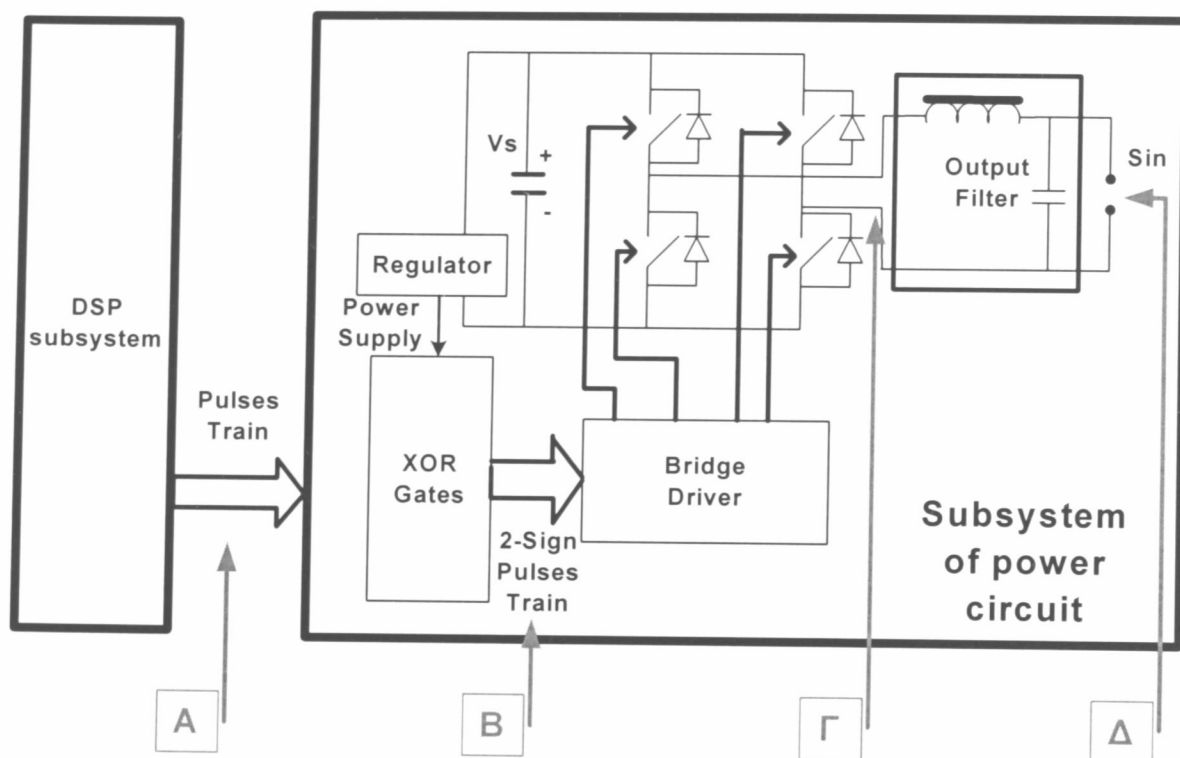 DSP
subsystem
Pulses
Train
Vs
+
-
Regulator
Power
Supply
XOR
Gates
2-Sign
Pulses
Train
Bridge
Driver
Output
Filter
Sin
Subsystem
of power
circuit
Α
Β
Γ
Δ